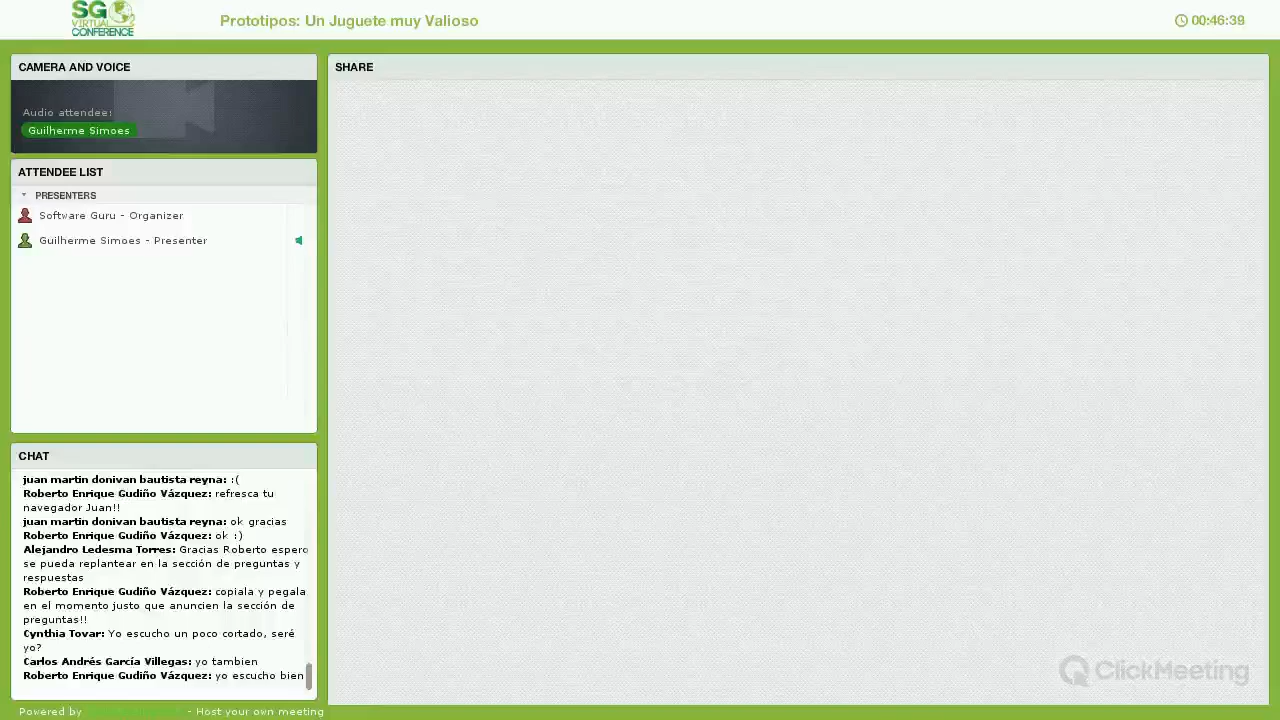 SG
VIRTUAL
CONFERENCE
Prototipos: Un Juguete muy Valioso
00:46:39
CAMERA AND VOICE
Audio attendee:
Guilherme Simoes
ATTENDEE LIST
PRESENTERS
Software Guru - Organizer
Guilherme Simoes - Presenter
CHAT
juan martin donivan bautista reyna: :(
Roberto Enrique Gudiño Vázquez: refresca tu
navegador Juan!!
juan martin donivan bautista reyna: ok gracias
Roberto Enrique Gudiño Vázquez: ok :)
Alejandro Ledesma Torres: Gracias Roberto espero
se pueda replantear en la sección de preguntas y
respuestas
Roberto Enrique Gudiño Vázquez: copiala y pegala
en el momento justo que anuncien la sección de
preguntas!!
Cynthia Tovar: Yo escucho un poco cortado, seré
yo?
Carlos Andrés García Villegas: yo tambien
Roberto Enrique Gudiño Vázquez: yo escucho bien
Powered by - Host your own meeting
SHARE
ClickMeeting